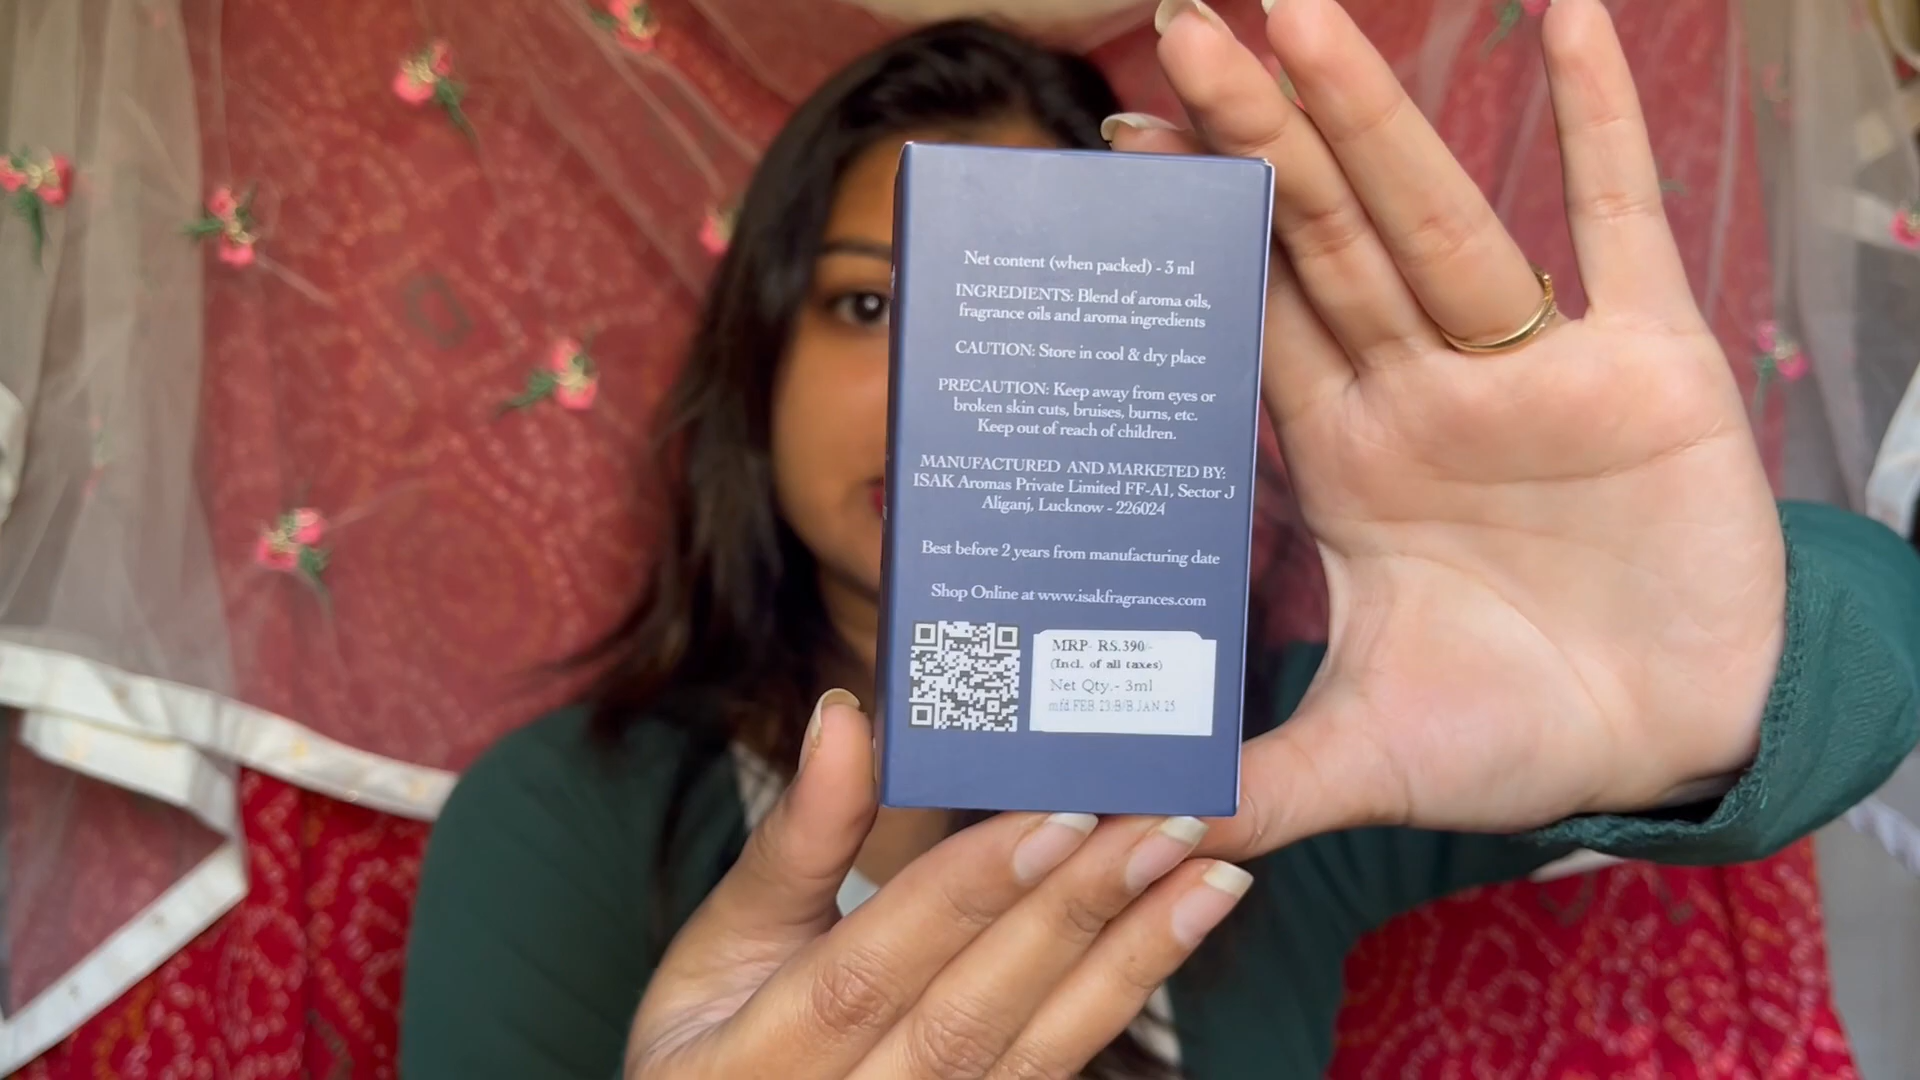 Net content (when packed) - 3 ml
INGREDIENTS: Blend of aroma oils,
fragrance oils and aroma ingredients
CAUTION: Store in cool & dry place
PRECAUTION: Keep away from eyes or
broken skin cuts, bruises, burns, etc.
Keep out of reach of children.
MANUFACTURED AND MARKETED BY:
ISAK Aromas Private Limited FF-A1, Sector J
Aliganj, Lucknow - 226024
Best before 2 years from manufacturing date
Shop Online at www.isakfragrances.com
MRP- RS.390/-
(Incl. of all taxes)
Net Qty.- 3ml
mfd.FEB 23:B/B.JAN 25